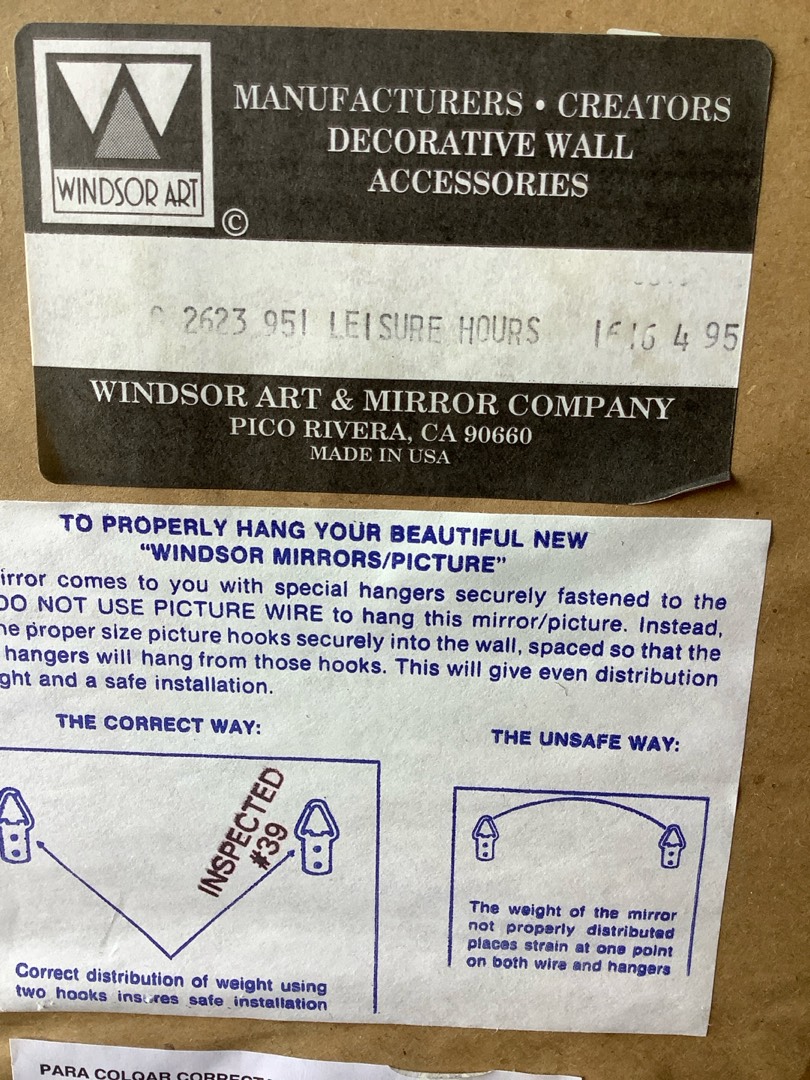 MANUFACTURERS • CREATORS
DECORATIVE WALL
ACCESSORIES
WINDSOR ART
©
2623 951 LEISURE HOURS 4 95
WINDSOR ART & MIRROR COMPANY
PICO RIVERA, CA 90660
MADE IN USA
TO PROPERLY HANG YOUR BEAUTIFUL NEW
“WINDSOR MIRRORS/PICTURE”
irror comes to you with special hangers securely fastened to the
DO NOT USE PICTURE WIRE to hang this mirror/picture. Instead,
he proper size picture hooks securely into the wall, spaced so that the
hangers will hang from those hooks. This will give even distribution
ght and a safe installation.
THE CORRECT WAY:
INSPECTED
#39
Correct distribution of weight using
two hooks insures safe installation
THE UNSAFE WAY:
The weight of the mirror
not properly distributed
places strain at one point
on both wire and hangers
PARA COLGAR